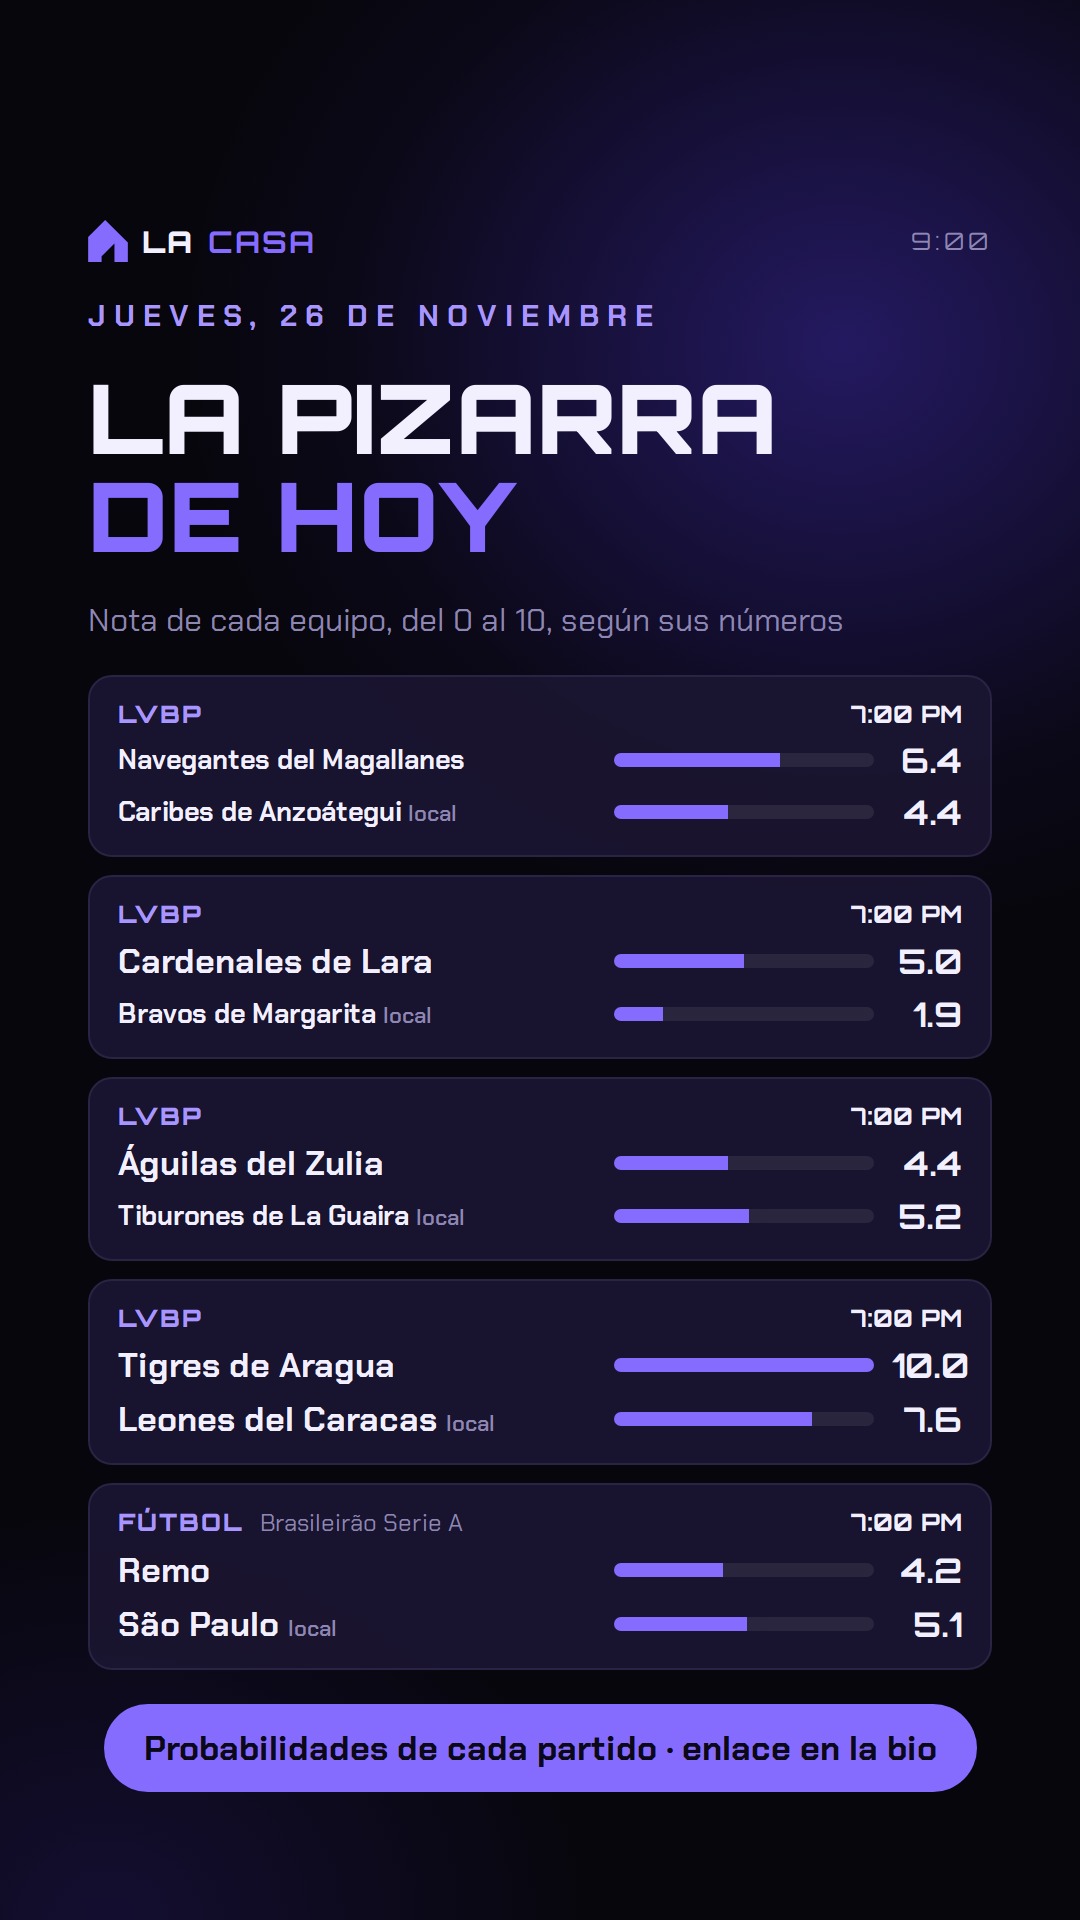 LA CASA
9:00
JUEVES, 26 DE NOVIEMBRE
LA PIZARRA
DE HOY
Nota de cada equipo, del 0 al 10, según sus números
LVBP 7:00 PM
Navegantes del Magallanes 6.4
Caribes de Anzoátegui local 4.4
LVBP 7:00 PM
Cardenales de Lara 5.0
Bravos de Margarita local 1.9
LVBP 7:00 PM
Águilas del Zulia 4.4
Tiburones de La Guaira local 5.2
LVBP 7:00 PM
Tigres de Aragua 10.0
Leones del Caracas local 7.6
FÚTBOL Brasileirão Serie A 7:00 PM
Remo 4.2
São Paulo local 5.1
Probabilidades de cada partido · enlace en la bio